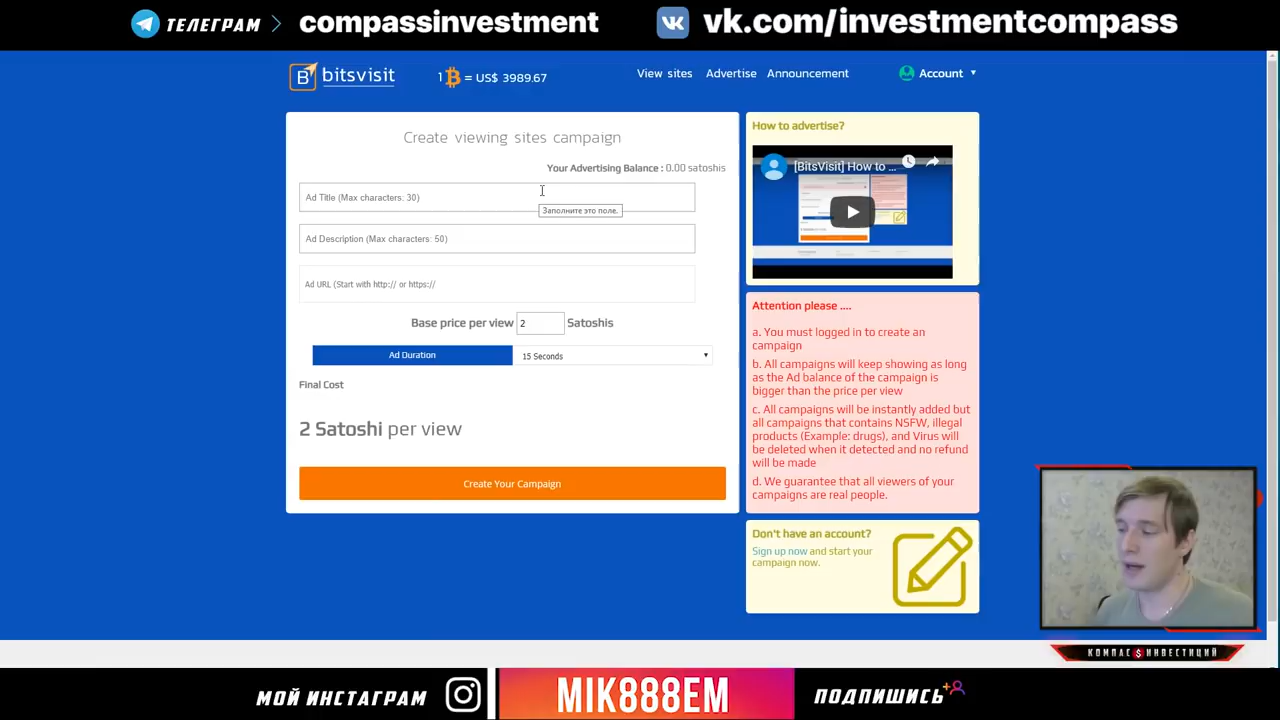 ТЕЛЕГРАМ > compassinvestment
vk.com/investmentcompass
bitsvisit
1 = US$ 3989.67
View sites
Advertise
Announcement
Account
Create viewing sites campaign
Your Advertising Balance : 0.00 satoshis
Ad Title (Max characters: 30)
Заполните это поле.
Ad Description (Max characters: 50)
Ad URL (Start with http:// or https://
Base price per view 2 Satoshis
Ad Duration
15 Seconds
Final Cost
2 Satoshi per view
Create Your Campaign
How to advertise?
[BitsVisit] How to ...
Attention please ....
a. You must logged in to create an
campaign
b. All campaigns will keep showing as long
as the Ad balance of the campaign is
bigger than the price per view
c. All campaigns will be instantly added but
all campaigns that contains NSFW, illegal
products (Example: drugs), and Virus will
be deleted when it detected and no refund
will be made
d. We guarantee that all viewers of your
campaigns are real people.
Don't have an account?
Sign up now and start your
campaign now.
КОМПАС $ ИНВЕСТИЦИЙ
МОЙ ИНСТАГРАМ
MIK888EM
ПОДПИШИСЬ